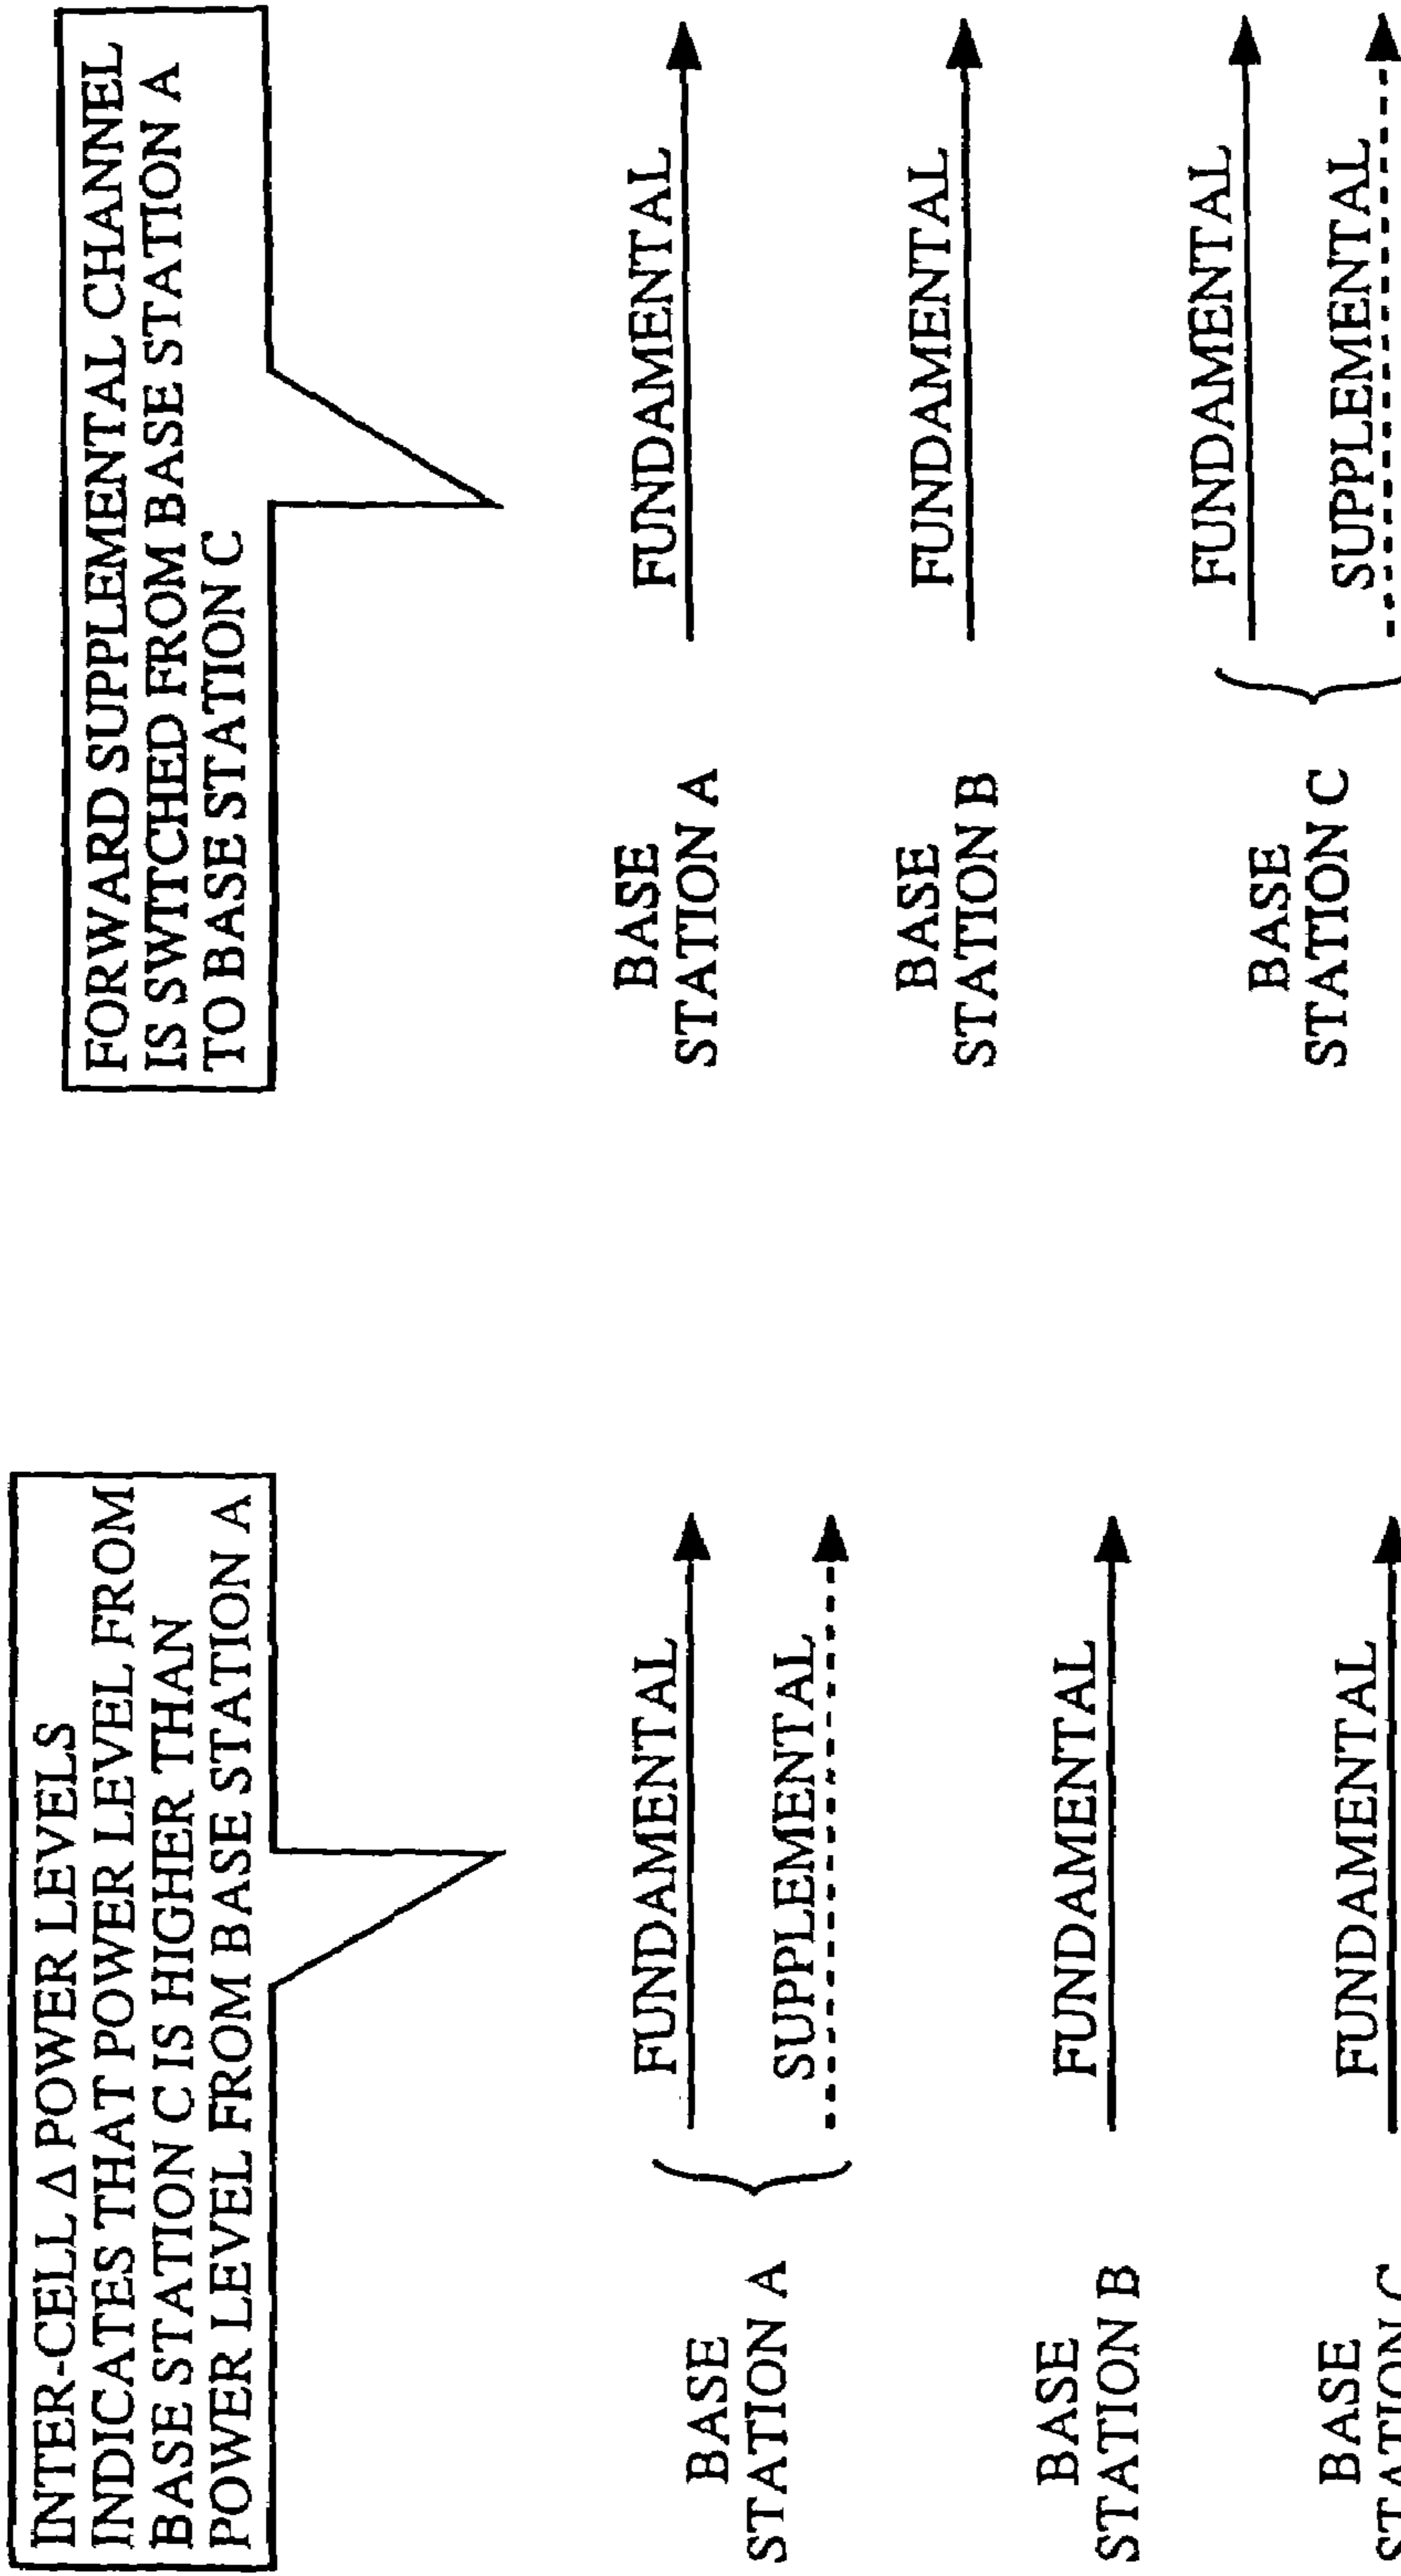 INTER-CELL Δ POWER LEVELS
INDICATES THAT POWER LEVEL FROM
BASE STATION C IS HIGHER THAN
POWER LEVEL FROM BASE STATION A
BASE
STATION A
FUNDAMENTAL
SUPPLEMENTAL
BASE
STATION B
FUNDAMENTAL
BASE
STATION C
FUNDAMENTAL
FORWARD SUPPLEMENTAL CHANNEL
IS SWTICHED FROM BASE STATION A
TO BASE STATION C
BASE
STATION A
FUNDAMENTAL
BASE
STATION B
FUNDAMENTAL
BASE
STATION C
FUNDAMENTAL
SUPPLEMENTAL